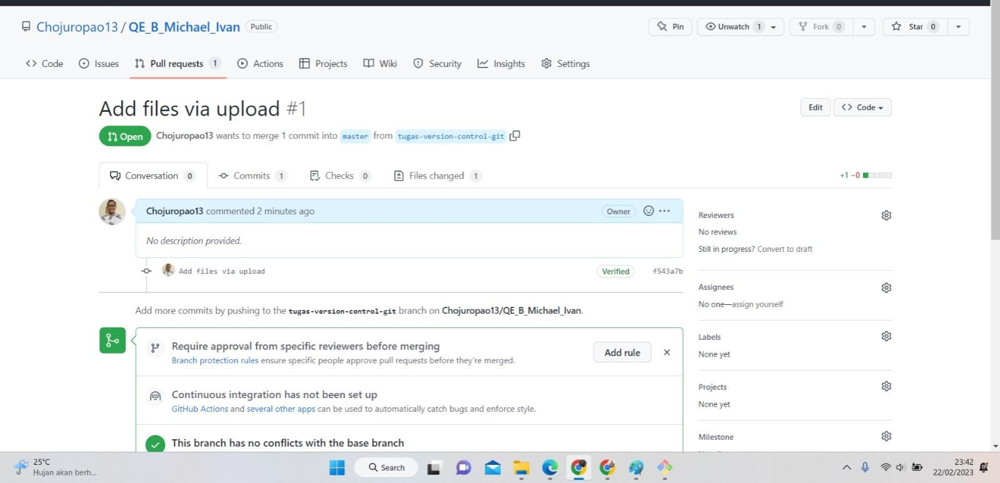 Chojuropao13 / QE_B_Michael_Ivan Public
Pin Unwatch 1 Fork 0 Star 0
Code Issues Pull requests 1 Actions Projects Wiki Security Insights Settings
Add files via upload #1
Edit Code
Open Chojuropao13 wants to merge 1 commit into master from tugas-version-control-git
Conversation 0 Commits 1 Checks 0 Files changed 1
+1 −0
Chojuropao13 commented 2 minutes ago Owner
No description provided.
Add files via upload Verified f543a7b
Add more commits by pushing to the tugas-version-control-git branch on Chojuropao13/QE_B_Michael_Ivan.
Require approval from specific reviewers before merging
Branch protection rules ensure specific people approve pull requests before they're merged.
Add rule
Continuous integration has not been set up
GitHub Actions and several other apps can be used to automatically catch bugs and enforce style.
This branch has no conflicts with the base branch
Reviewers
No reviews
Still in progress? Convert to draft
Assignees
No one—assign yourself
Labels
None yet
Projects
None yet
Milestone
25°C
Hujan akan berh...
Search
23:42
22/02/2023